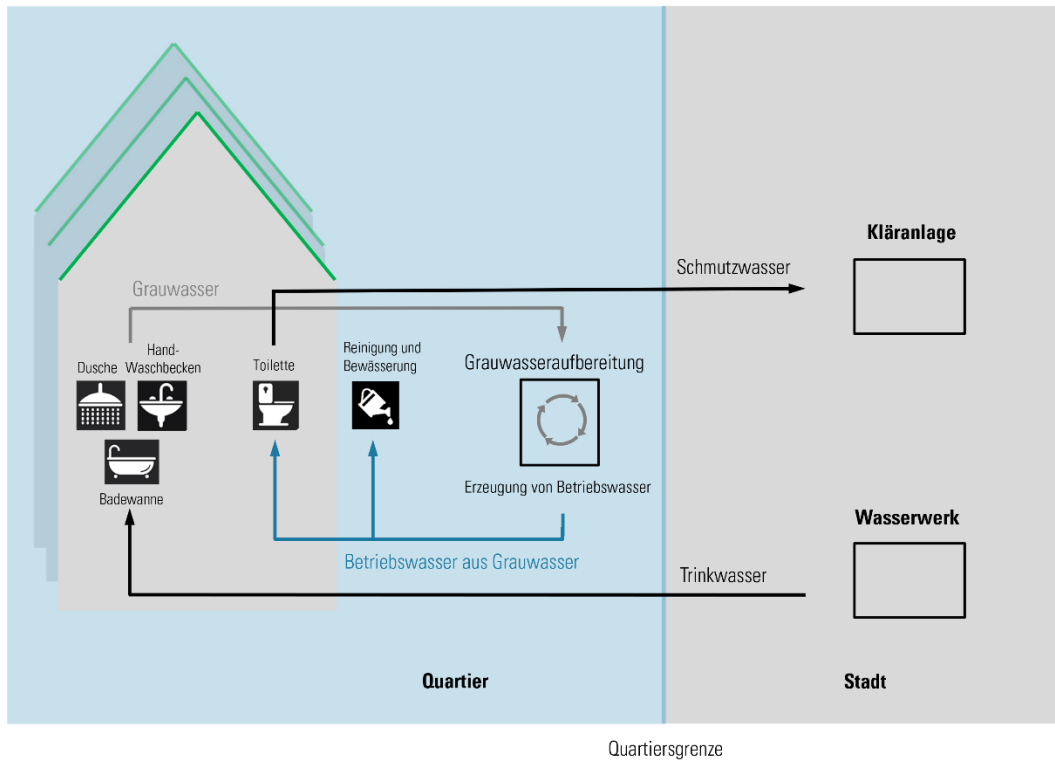 Kläranlage
Schmutzwasser
Grauwasser
Dusche
Hand-
Waschbecken
Toilette
Reinigung und
Bewässerung
Grauwasseraufbereitung
Badewanne
Erzeugung von Betriebswasser
Wasserwerk
Betriebswasser aus Grauwasser
Trinkwasser
Quartier
Stadt
Quartiersgrenze